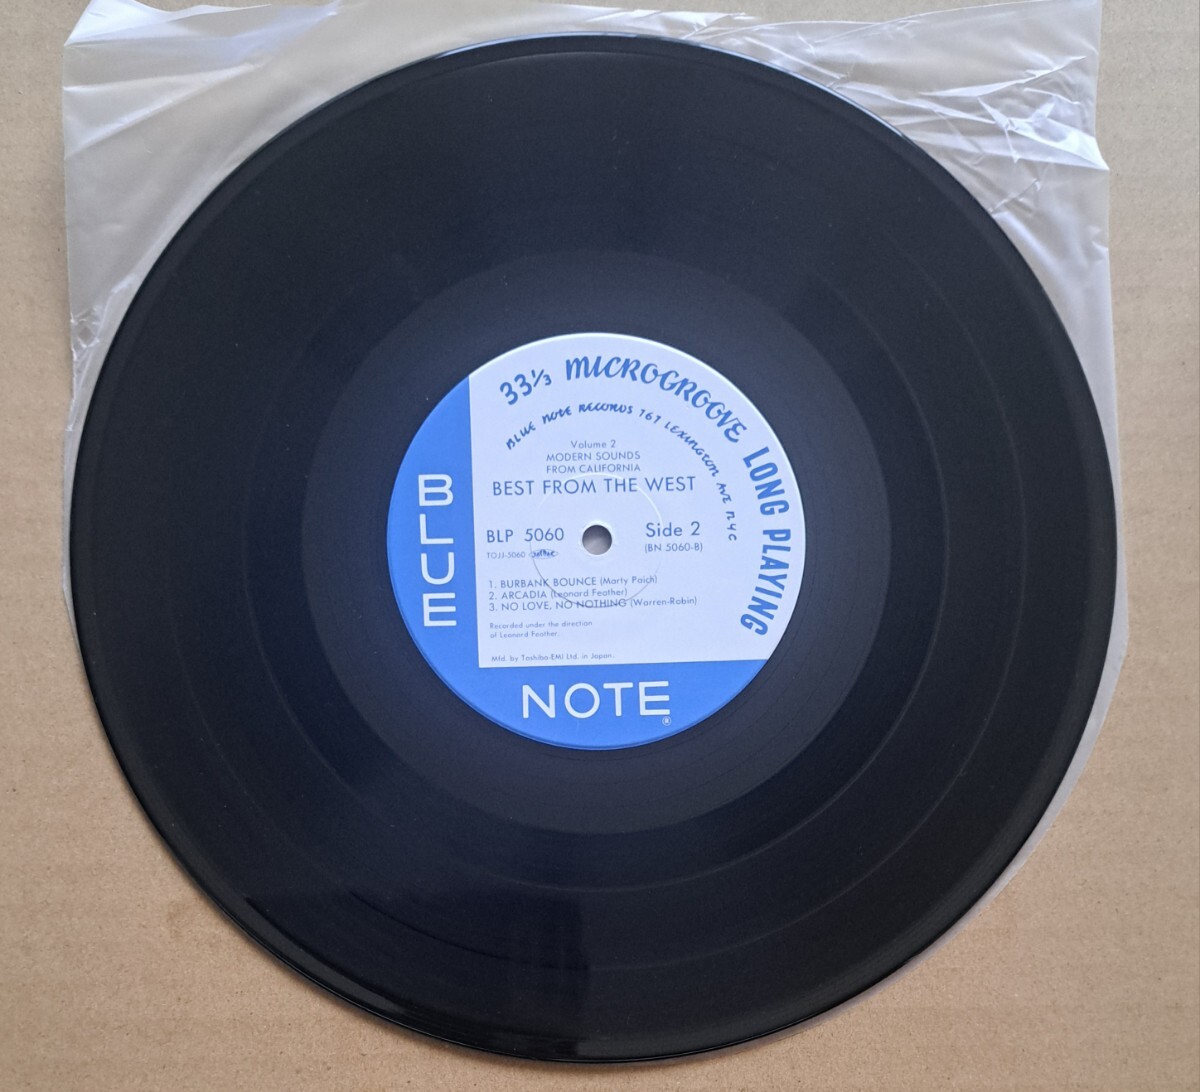 33⅓ MICROGROOVE LONG PLAYING
BLUE NOTE RECORDS 767 LEXINGTON AVE NYC
Volume 2
MODERN SOUNDS
FROM CALIFORNIA
BEST FROM THE WEST
BLP 5060
Side 2
TOJJ-5060
(BN 5060-B)
1. BURBANK BOUNCE (Marty Paich)
2. ARCADIA (Leonard Feather)
3. NO LOVE, NO NOTHING (Warren-Robin)
Recorded under the direction
of Leonard Feather.
Mfd. by Toshiba-EMI Ltd. in Japan.
BLUE
NOTE
®